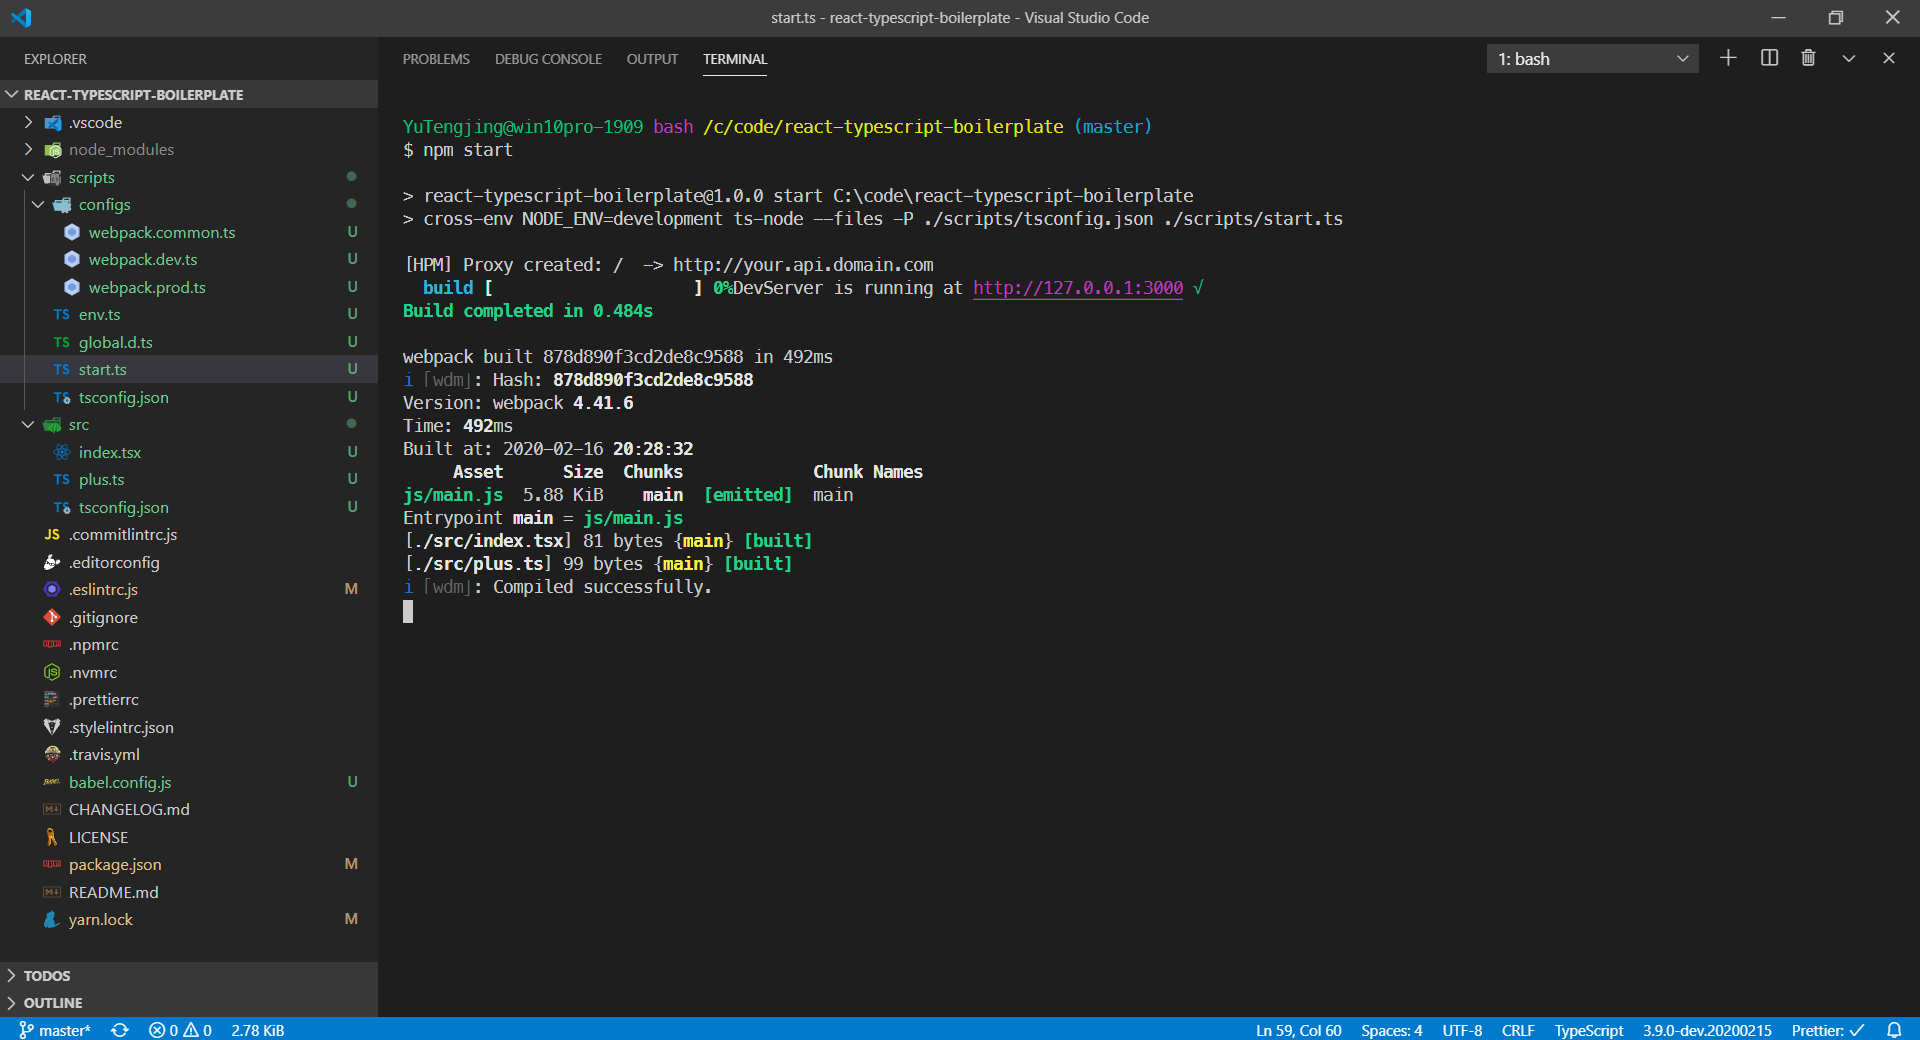 start.ts - react-typescript-boilerplate - Visual Studio Code
EXPLORER
REACT-TYPESCRIPT-BOILERPLATE
.vscode
node_modules
scripts
configs
webpack.common.ts U
webpack.dev.ts U
webpack.prod.ts U
TS env.ts U
TS global.d.ts U
TS start.ts U
TS tsconfig.json U
src
index.tsx U
TS plus.ts U
TS tsconfig.json U
JS .commitlintrc.js
.editorconfig
.eslintrc.js M
.gitignore
.npmrc
.nvmrc
.prettierrc
.stylelintrc.json
.travis.yml
babel.config.js U
CHANGELOG.md
LICENSE
package.json M
README.md
yarn.lock M
TODOS
OUTLINE
PROBLEMS DEBUG CONSOLE OUTPUT TERMINAL 1: bash
YuTengjing@win10pro-1909 bash /c/code/react-typescript-boilerplate (master)
$ npm start
> react-typescript-boilerplate@1.0.0 start C:\code\react-typescript-boilerplate
> cross-env NODE_ENV=development ts-node --files -P ./scripts/tsconfig.json ./scripts/start.ts
[HPM] Proxy created: /  -> http://your.api.domain.com
build [                    ] 0%DevServer is running at http://127.0.0.1:3000 √
Build completed in 0.484s
webpack built 878d890f3cd2de8c9588 in 492ms
i ｢wdm｣: Hash: 878d890f3cd2de8c9588
Version: webpack 4.41.6
Time: 492ms
Built at: 2020-02-16 20:28:32
Asset Size Chunks Chunk Names
js/main.js 5.88 KiB main [emitted] main
Entrypoint main = js/main.js
[./src/index.tsx] 81 bytes {main} [built]
[./src/plus.ts] 99 bytes {main} [built]
i ｢wdm｣: Compiled successfully.
master* 0 0 2.78 KiB Ln 59, Col 60 Spaces: 4 UTF-8 CRLF TypeScript 3.9.0-dev.20200215 Prettier: ✓